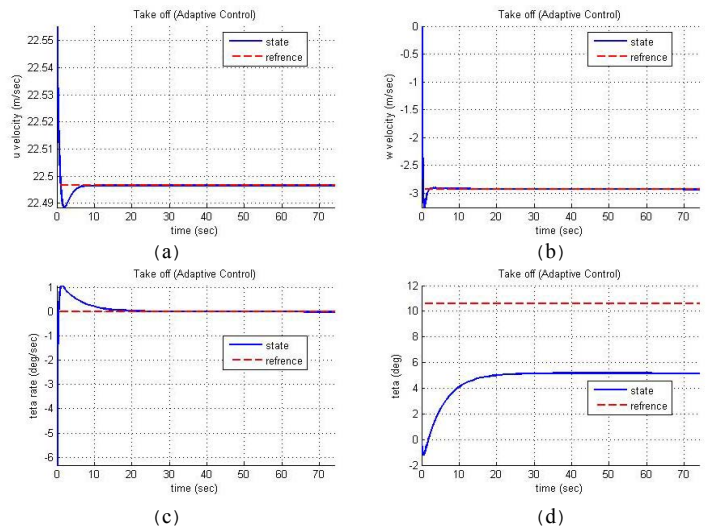 Take off (Adaptive Control)
22.55
22.54
22.53
22.52
22.51
22.5
22.49
u velocity (m/sec)
state
refrence
0 10 20 30 40 50 60 70
time (sec)
(a)
Take off (Adaptive Control)
0
-0.5
-1
-1.5
-2
-2.5
-3
w velocity (m/sec)
state
refrence
0 10 20 30 40 50 60 70
time (sec)
(b)
Take off (Adaptive Control)
1
0
-1
-2
-3
-4
-5
-6
teta rate (deg/sec)
state
refrence
0 10 20 30 40 50 60 70
time (sec)
(c)
Take off (Adaptive Control)
12
10
8
6
4
2
0
-2
teta (deg)
state
refrence
0 10 20 30 40 50 60 70
time (sec)
(d)